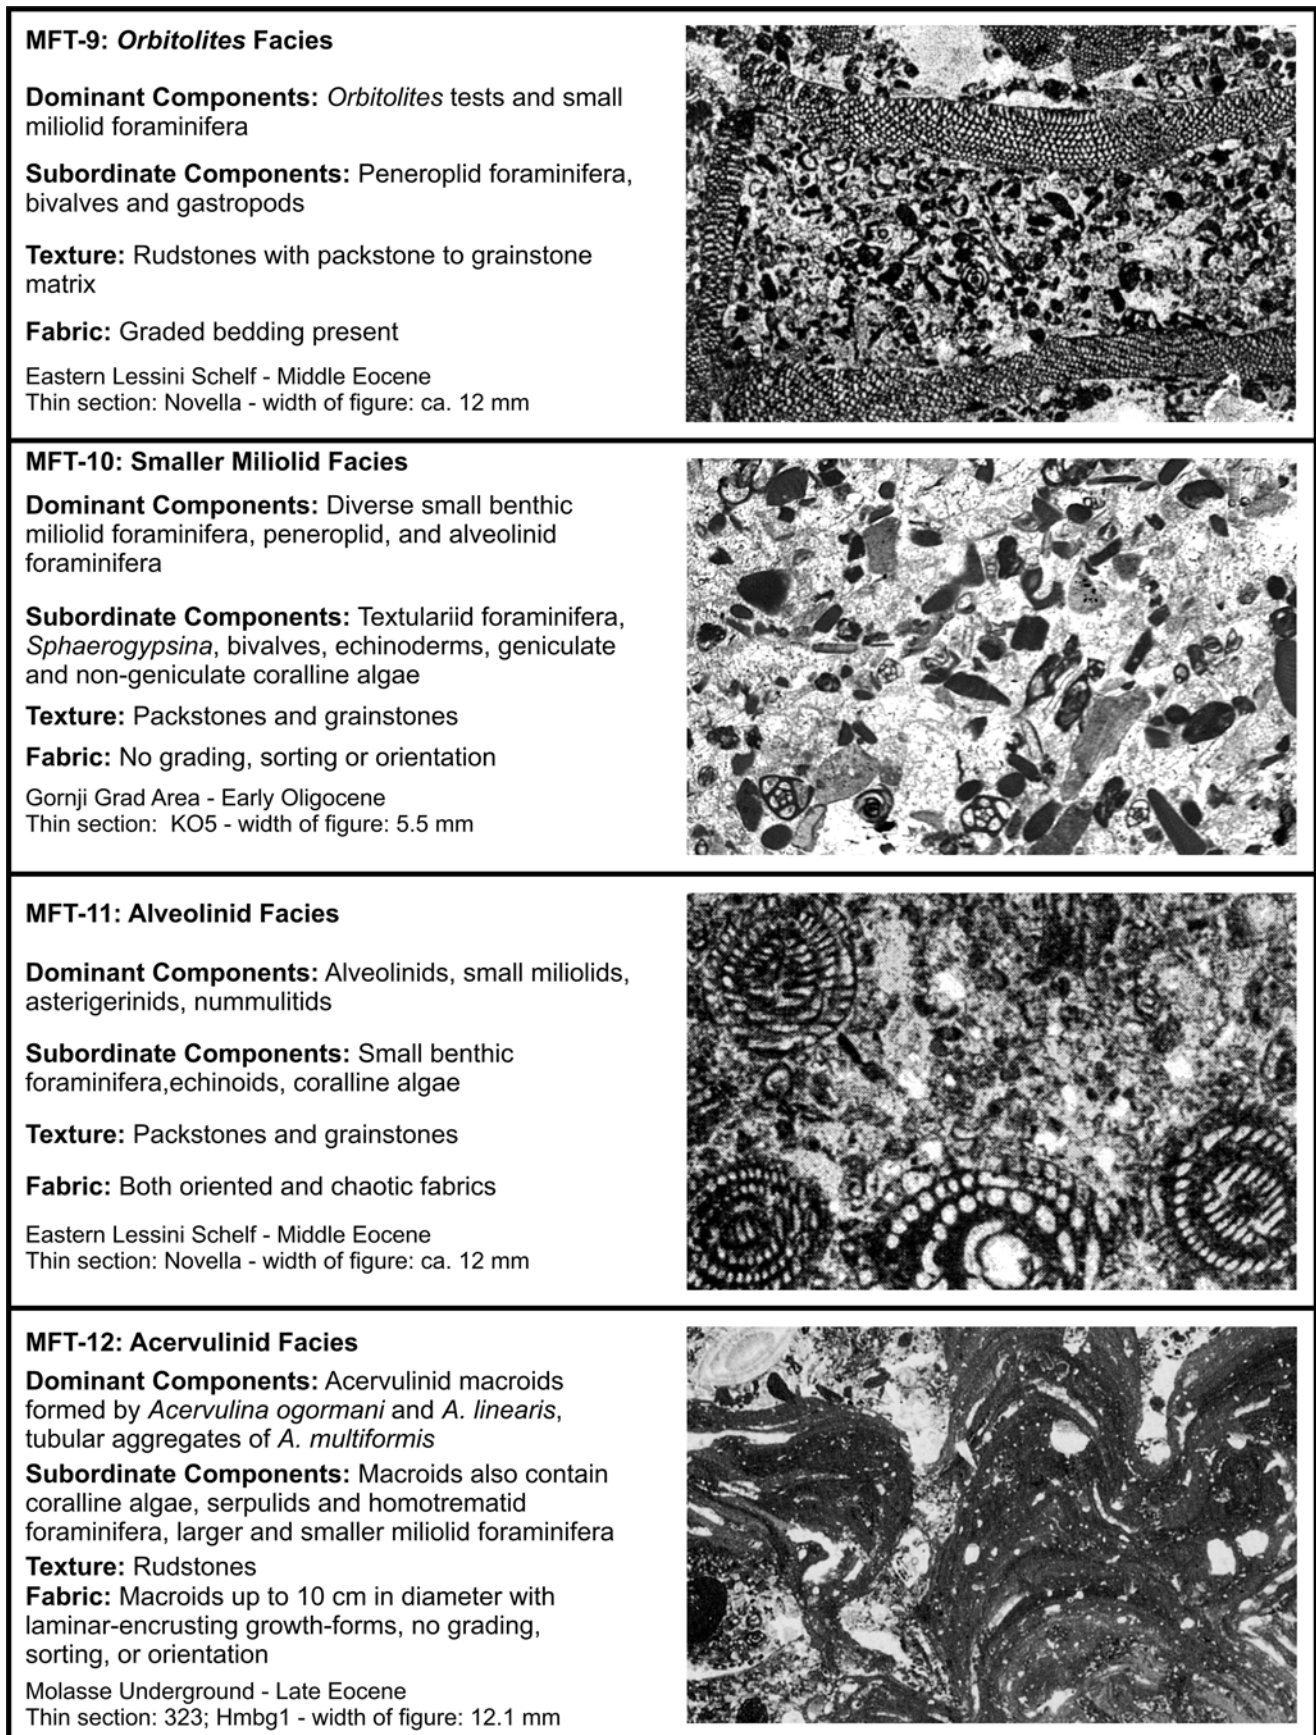 MFT-9: Orbitolites Facies
Dominant Components: Orbitolites tests and small
miliolid foraminifera
Subordinate Components: Peneroplid foraminifera,
bivalves and gastropods
Texture: Rudstones with packstone to grainstone
matrix
Fabric: Graded bedding present
Eastern Lessini Schelf - Middle Eocene
Thin section: Novella - width of figure: ca. 12 mm
MFT-10: Smaller Miliolid Facies
Dominant Components: Diverse small benthic
miliolid foraminifera, peneroplid, and alveolinid
foraminifera
Subordinate Components: Textulariid foraminifera,
Sphaerogypsina, bivalves, echinoderms, geniculate
and non-geniculate coralline algae
Texture: Packstones and grainstones
Fabric: No grading, sorting or orientation
Gornji Grad Area - Early Oligocene
Thin section: KO5 - width of figure: 5.5 mm
MFT-11: Alveolinid Facies
Dominant Components: Alveolinids, small miliolids,
asterigerinids, nummulitids
Subordinate Components: Small benthic
foraminifera,echinoids, coralline algae
Texture: Packstones and grainstones
Fabric: Both oriented and chaotic fabrics
Eastern Lessini Schelf - Middle Eocene
Thin section: Novella - width of figure: ca. 12 mm
MFT-12: Acervulinid Facies
Dominant Components: Acervulinid macroids
formed by Acervulina ogormani and A. linearis,
tubular aggregates of A. multiformis
Subordinate Components: Macroids also contain
coralline algae, serpulids and homotrematid
foraminifera, larger and smaller miliolid foraminifera
Texture: Rudstones
Fabric: Macroids up to 10 cm in diameter with
laminar-encrusting growth-forms, no grading,
sorting, or orientation
Molasse Underground - Late Eocene
Thin section: 323; Hmbg1 - width of figure: 12.1 mm